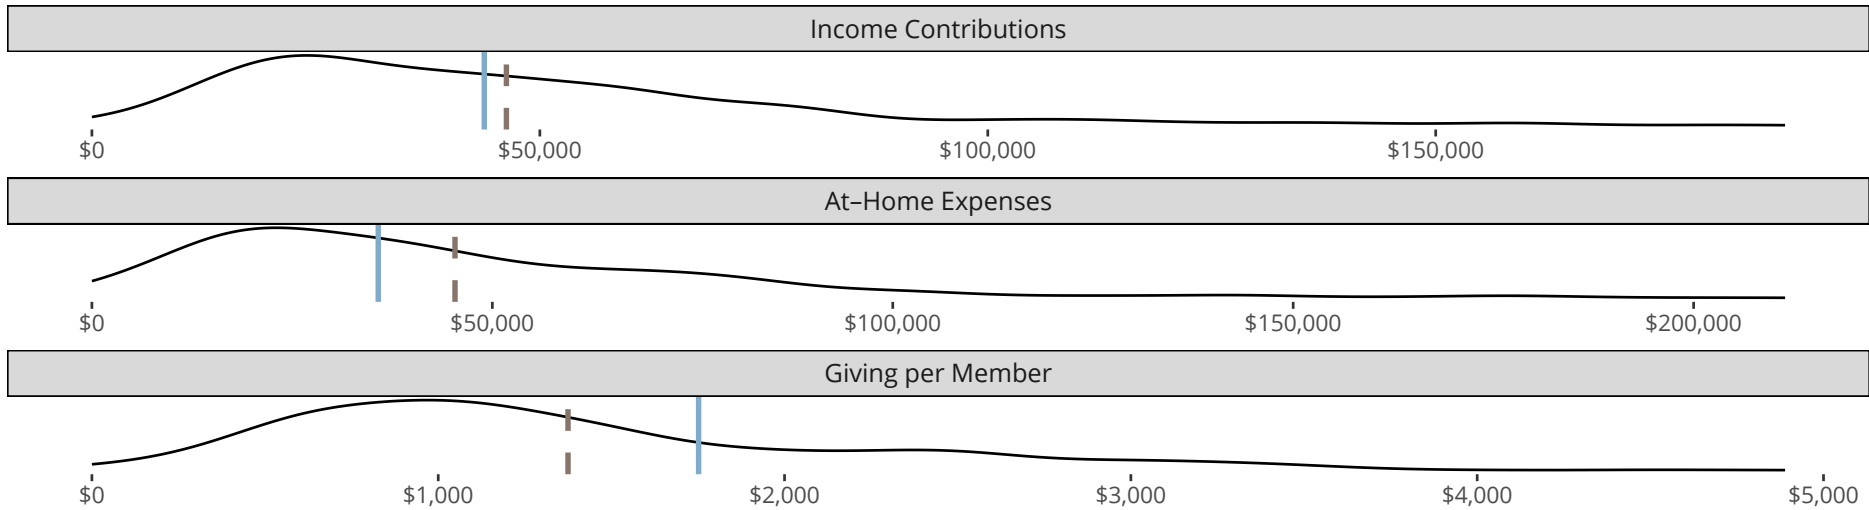 Income Contributions
$0 $50,000 $100,000 $150,000
At–Home Expenses
$0 $50,000 $100,000 $150,000 $200,000
Giving per Member
$0 $1,000 $2,000 $3,000 $4,000 $5,000